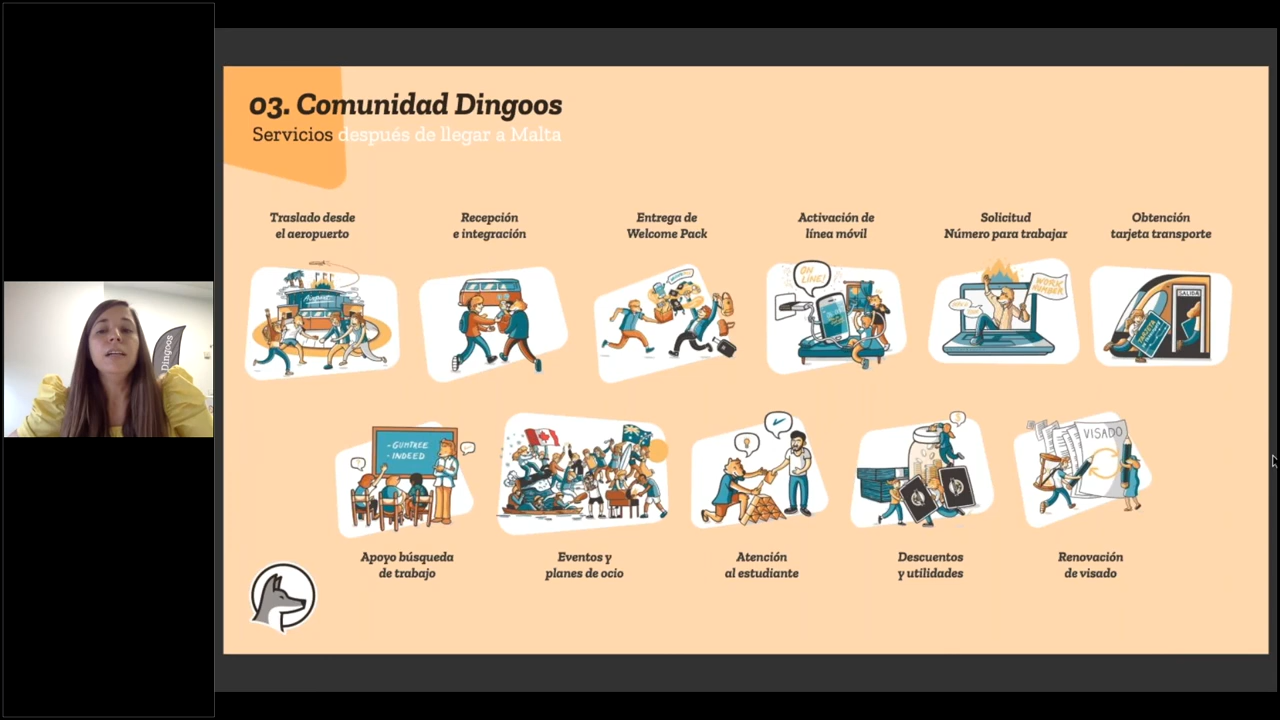 03. Comunidad Dingoos
Servicios después de llegar a Malta
Traslado desde
el aeropuerto
Recepción
e integración
Entrega de
Welcome Pack
Activación de
línea móvil
Solicitud
Número para trabajar
Obtención
tarjeta transporte
Airport
ON
LINE!
WORK
NUMBER
SALIDA
TARJETA
Dingoos
- GUMTREE
- INDEED
VISADO
Apoyo búsqueda
de trabajo
Eventos y
planes de ocio
Atención
al estudiante
Descuentos
y utilidades
Renovación
de visado